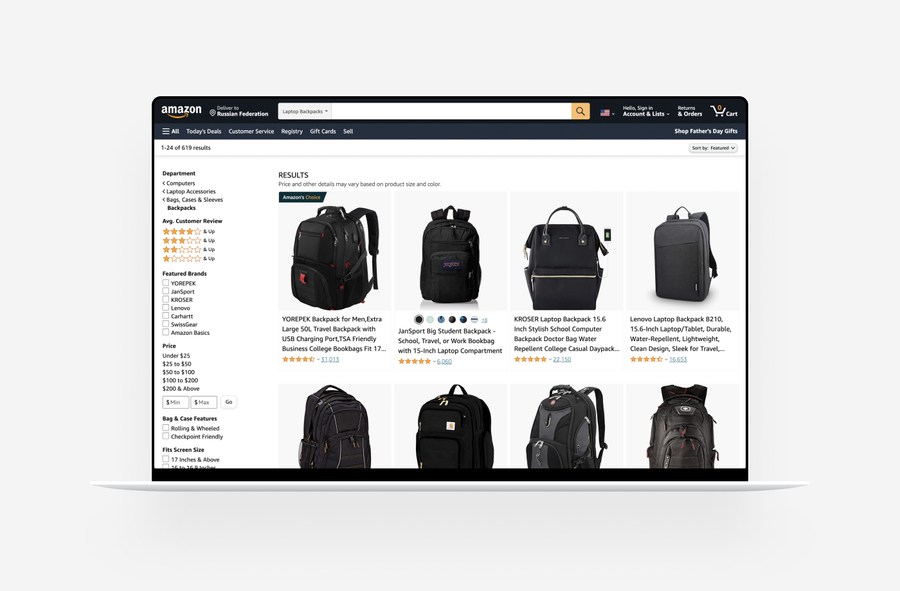 amazon
Deliver to
Russian Federation
Laptop Backpacks
Hello, Sign in
Account & Lists
Returns
& Orders
0
Cart
All Today's Deals Customer Service Registry Gift Cards Sell
Shop Father's Day Gifts
1-24 of 619 results
Sort by: Featured
Department
< Computers
< Laptop Accessories
< Bags, Cases & Sleeves
Backpacks
Avg. Customer Review
& Up
& Up
& Up
& Up
Featured Brands
YOREPEK
JanSport
KROSER
Lenovo
Carhartt
SwissGear
Amazon Basics
Price
Under $25
$25 to $50
$50 to $100
$100 to $200
$200 & Above
$ Min $ Max Go
Bag & Case Features
Rolling & Wheeled
Checkpoint Friendly
Fits Screen Size
17 Inches & Above
16 to 16.9 Inches
RESULTS
Price and other details may vary based on product size and color.
Amazon's Choice
YOREPEK Backpack for Men,Extra
Large 50L Travel Backpack with
USB Charging Port,TSA Friendly
Business College Bookbags Fit 17...
31,013
JanSport Big Student Backpack -
School, Travel, or Work Bookbag
with 15-Inch Laptop Compartment
6,060
KROSER Laptop Backpack 15.6
Inch Stylish School Computer
Backpack Doctor Bag Water
Repellent College Casual Daypack...
22,150
Lenovo Laptop Backpack B210,
15.6-Inch Laptop/Tablet, Durable,
Water-Repellent, Lightweight,
Clean Design, Sleek for Travel,...
16,653